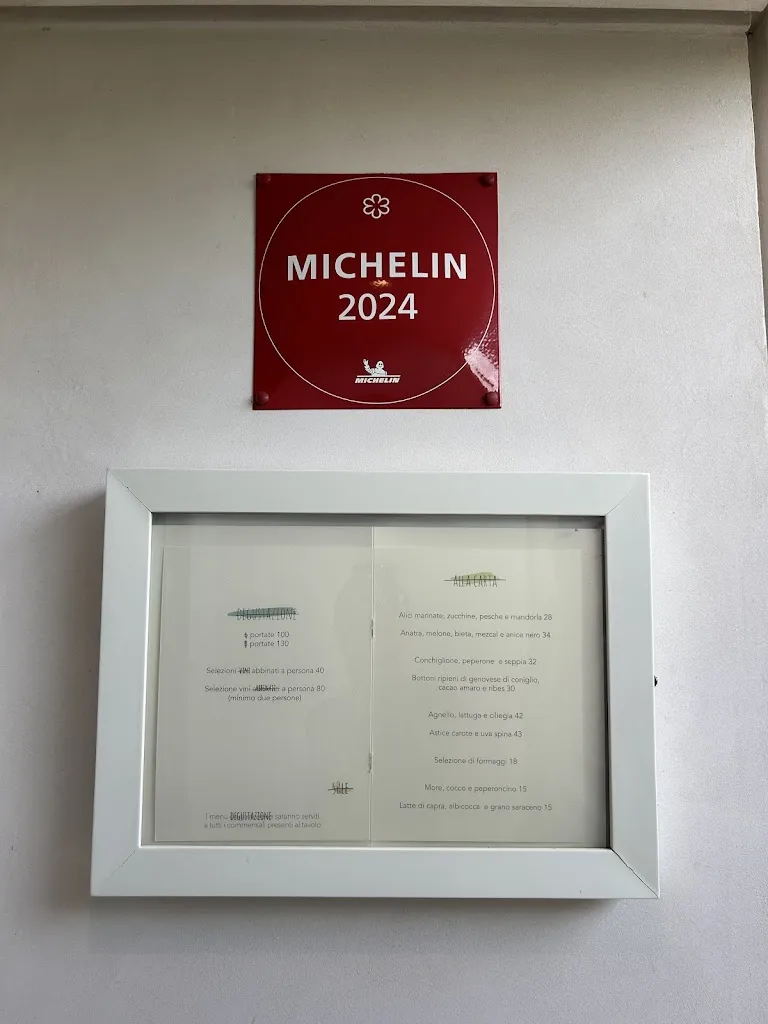 MICHELIN
2024
MICHELIN
DEGUSTAZIONE
portate 100
portate 130
Selezioni vini abbinati a persona 40
Selezione vini a persona 80
(minimo due persone)
I menu DEGUSTAZIONE saranno serviti
a tutti i commensali presenti al tavolo
ALLA CARTA
Alici marinate, zucchine, pesche e mandorla 28
Anatra, melone, bieta, mezcal e anice nero 34
Conchiglione, peperone e seppia 32
Bottoni ripieni di genovese di coniglio,
cacao amaro e ribes 30
Agnello, lattuga e ciliegia 42
Astice carote e uva spina 43
Selezione di formaggi 18
More, cocco e peperoncino 15
Latte di capra, albicocca e grano saraceno 15